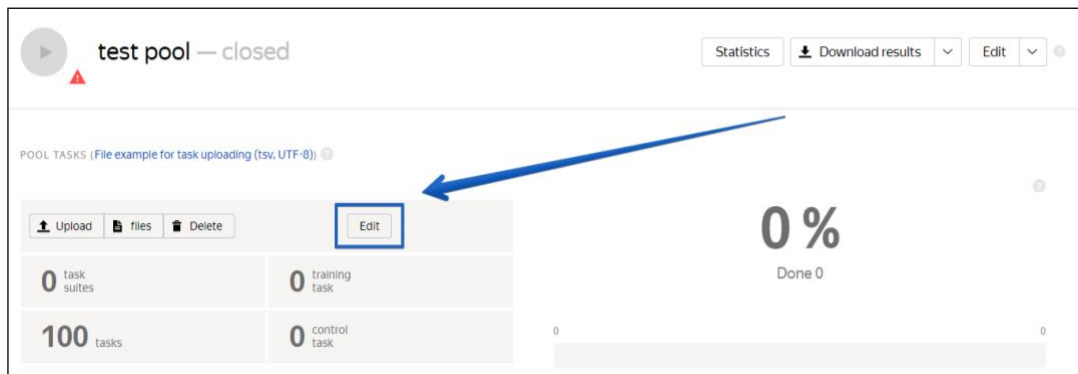 test pool — closed
Statistics
Download results
Edit
POOL TASKS (File example for task uploading (tsv, UTF-8))
Upload
files
Delete
Edit
0 task suites
0 training task
100 tasks
0 control task
0 %
Done 0
0
0